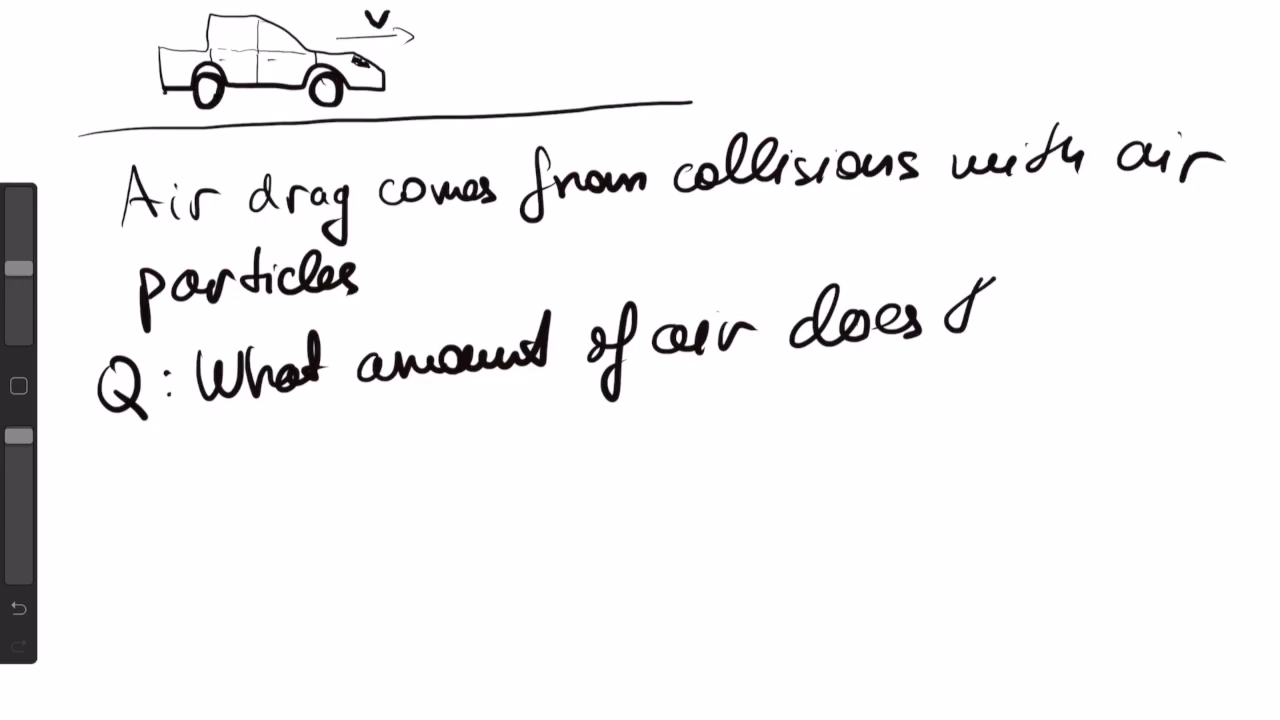 v
Air drag comes from collisions with air
particles
Q: What amount of air does